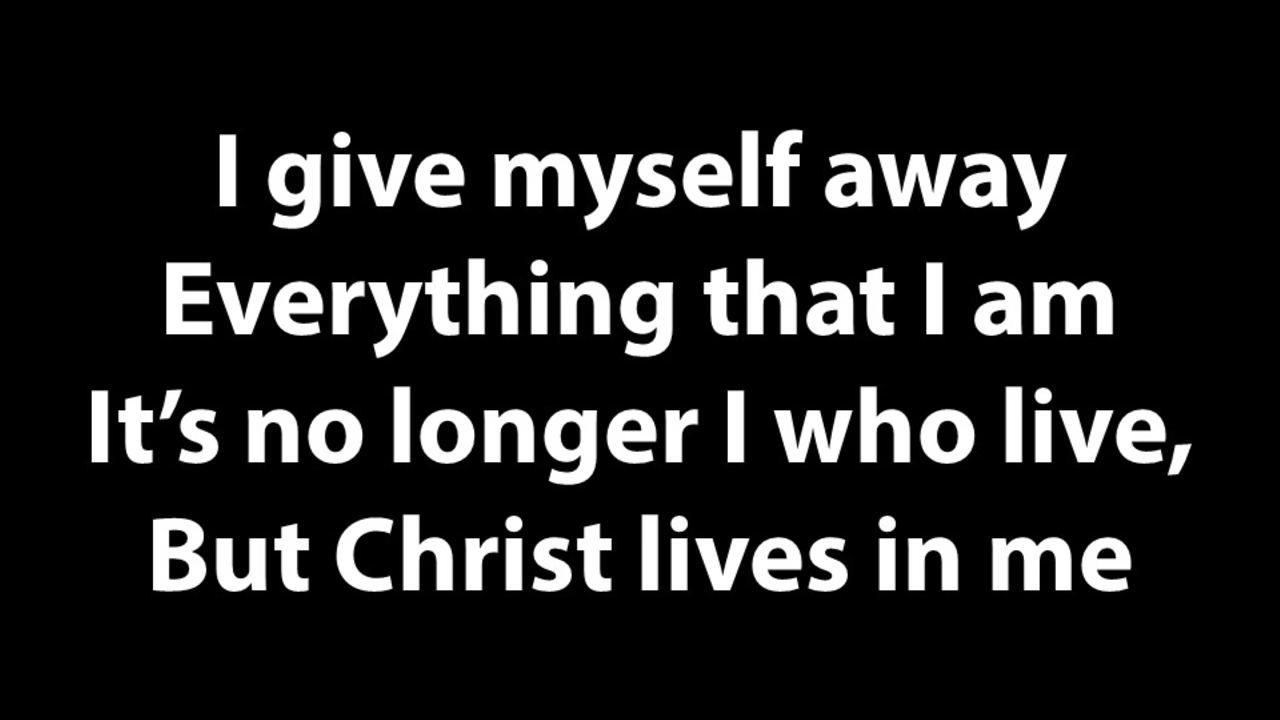 I give myself away
Everything that I am
It’s no longer I who live,
But Christ lives in me